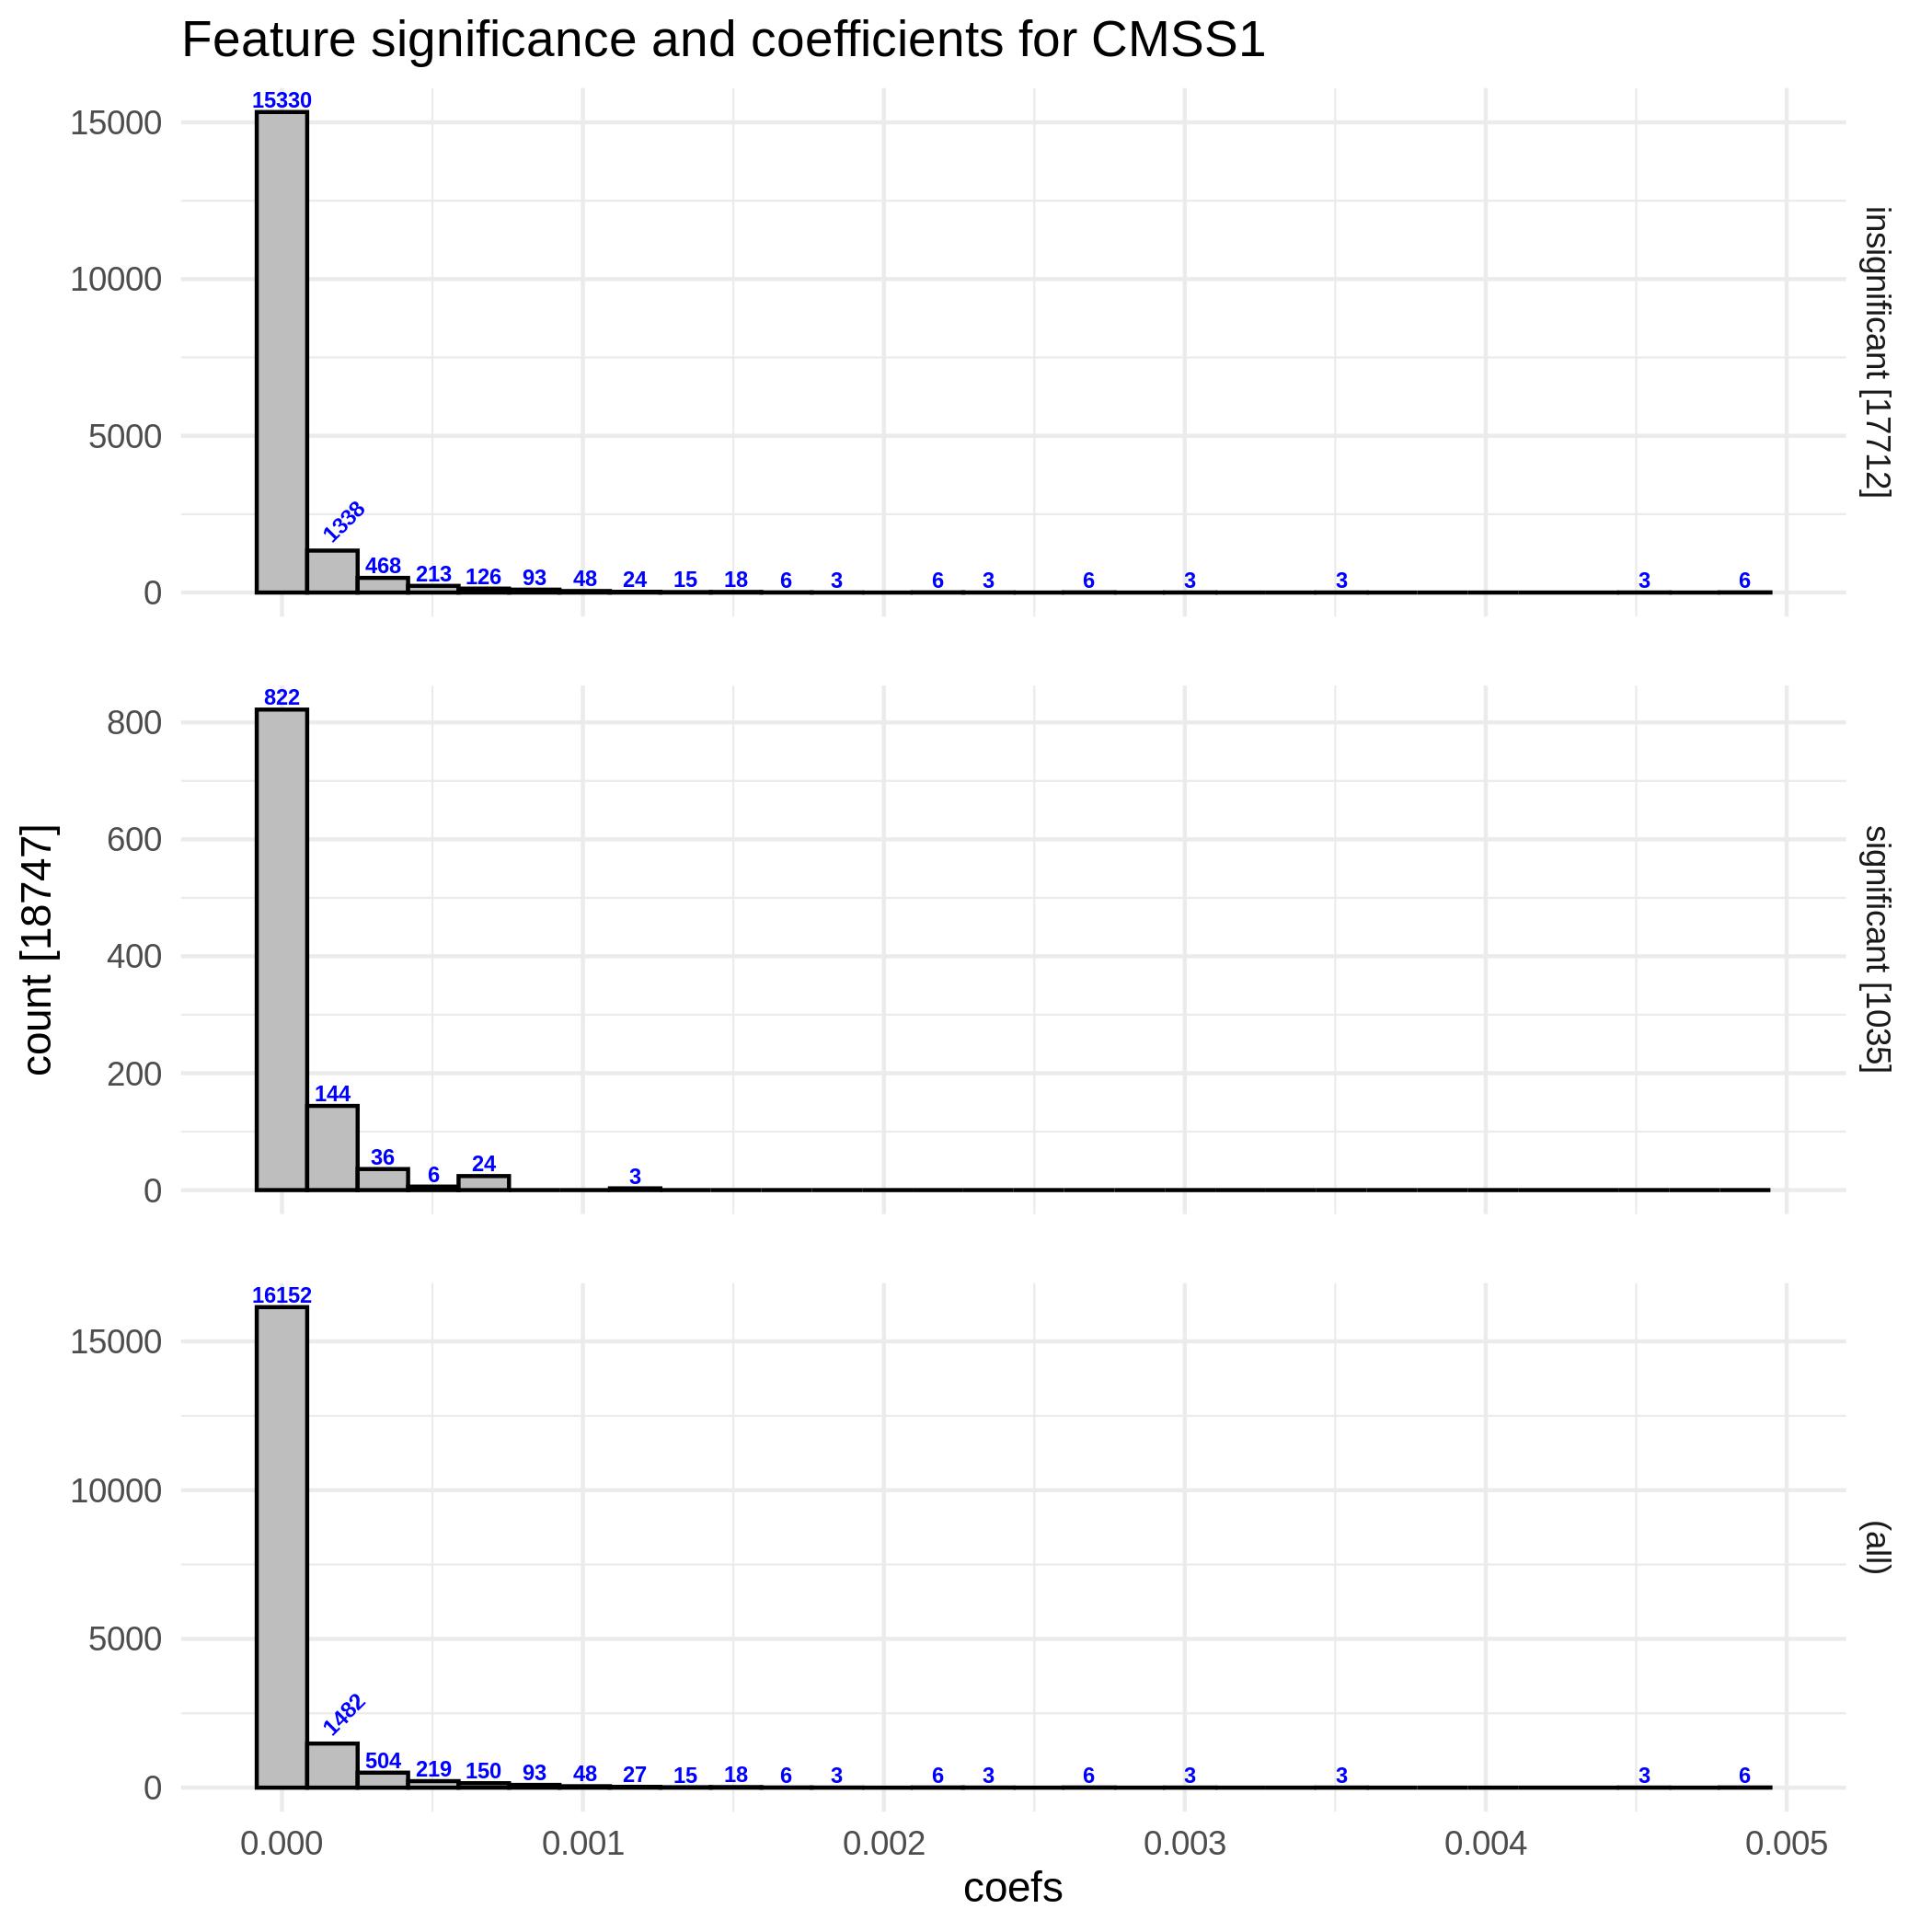 Feature significance and coefficients for CMSS1
15330
15000
10000
5000
0
1338
468 213 126 93 48 24 15 18 6 3 6 3 6 3 3 3 6
insignificant [17712]
822
800
600
400
200
0
144
36 6 24 3
significant [1035]
count [18747]
16152
15000
10000
5000
0
1482
504 219 150 93 48 27 15 18 6 3 6 3 6 3 3 3 6
(all)
0.000 0.001 0.002 0.003 0.004 0.005
coefs